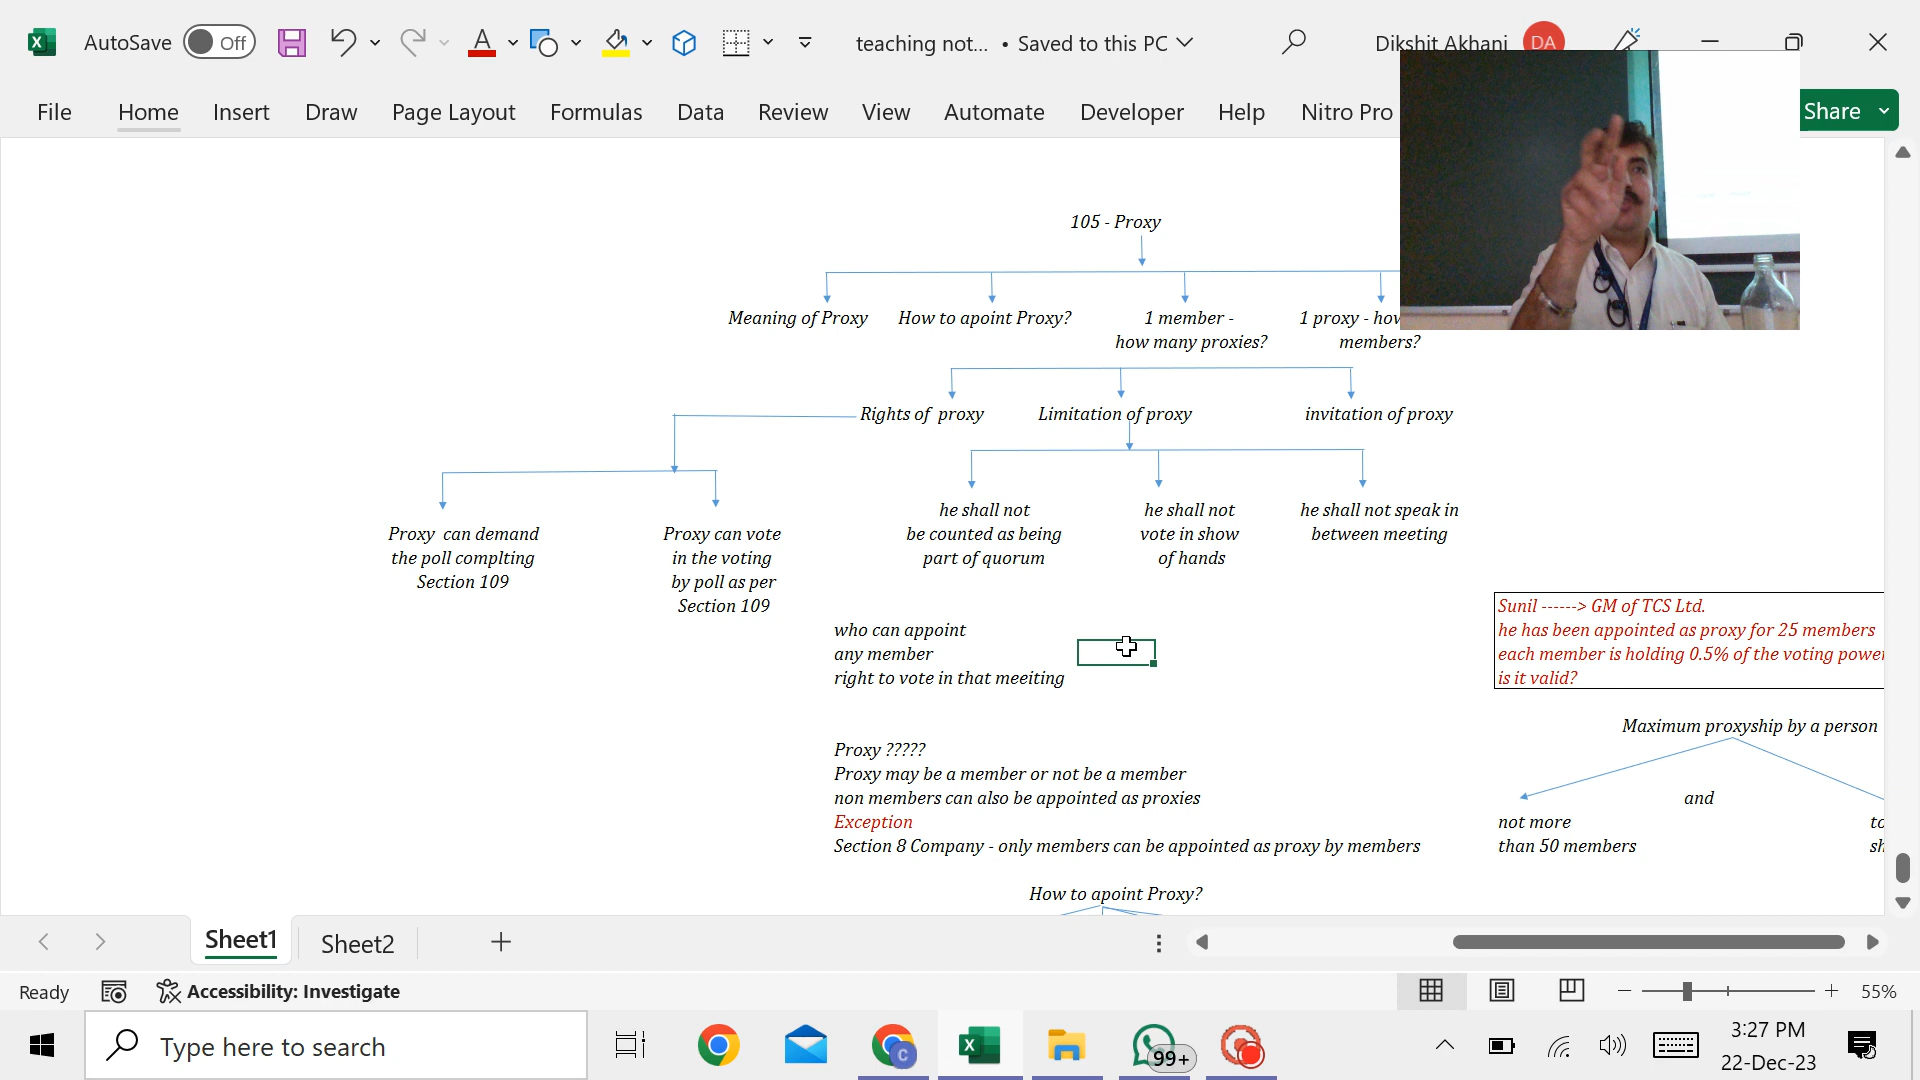 AutoSave
Off
teaching not... • Saved to this PC
Dikshit Akhani
DA
File
Home
Insert
Draw
Page Layout
Formulas
Data
Review
View
Automate
Developer
Help
Nitro Pro
Share
105 - Proxy
Meaning of Proxy
How to apoint Proxy?
1 member -
how many proxies?
1 proxy - how
members?
Rights of proxy
Limitation of proxy
invitation of proxy
Proxy can demand
the poll complting
Section 109
Proxy can vote
in the voting
by poll as per
Section 109
he shall not
be counted as being
part of quorum
he shall not
vote in show
of hands
he shall not speak in
between meeting
who can appoint
any member
right to vote in that meeiting
Sunil ------> GM of TCS Ltd.
he has been appointed as proxy for 25 members
each member is holding 0.5% of the voting power
is it valid?
Proxy ?????
Proxy may be a member or not be a member
non members can also be appointed as proxies
Exception
Section 8 Company - only members can be appointed as proxy by members
Maximum proxyship by a person
and
not more
than 50 members
How to apoint Proxy?
Sheet1
Sheet2
Ready
Accessibility: Investigate
55%
Type here to search
C
99+
3:27 PM
22-Dec-23